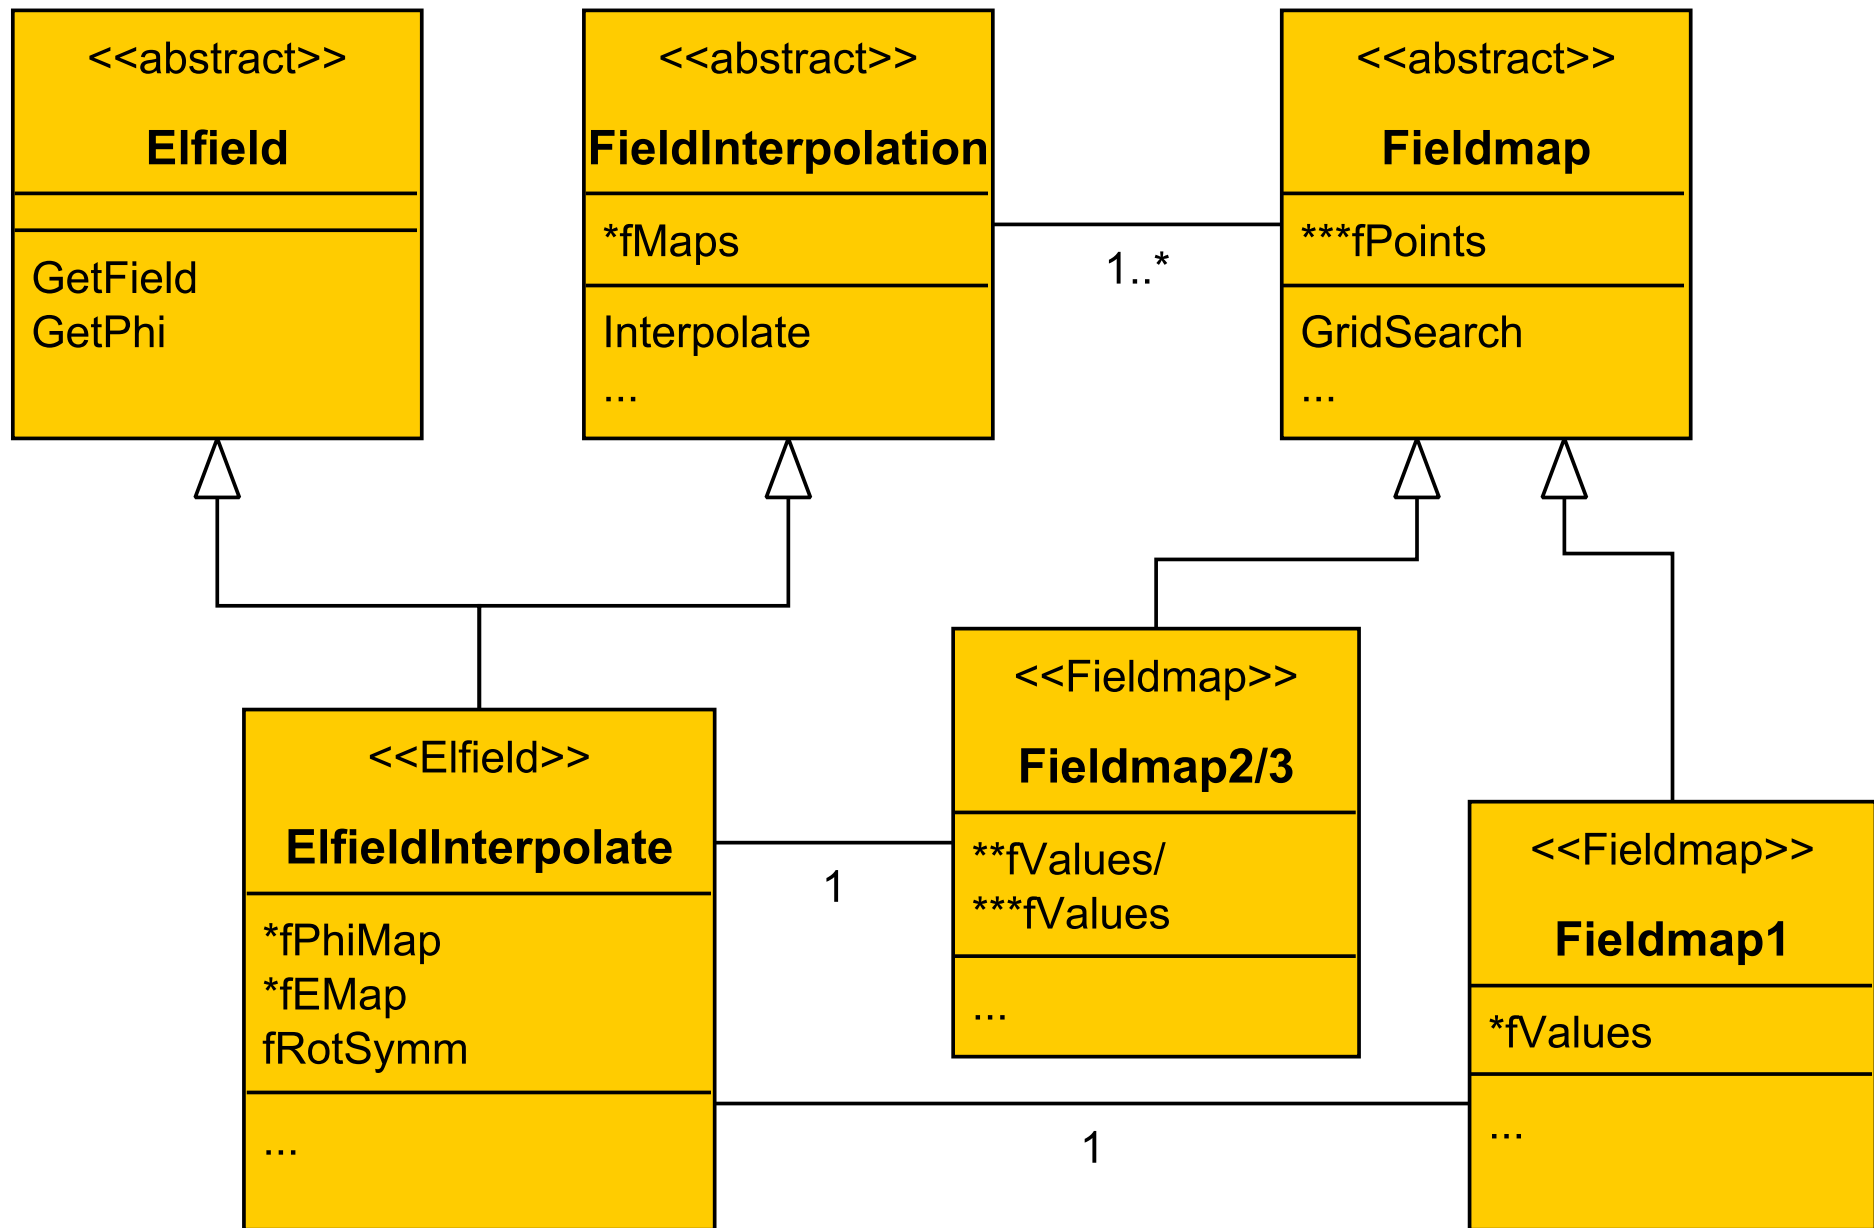 <<abstract>>
Elfield
GetField
GetPhi
<<abstract>>
FieldInterpolation
*fMaps
Interpolate
...
1..*
<<abstract>>
Fieldmap
***fPoints
GridSearch
...
<<Elfield>>
ElfieldInterpolate
*fPhiMap
*fEMap
fRotSymm
...
1
<<Fieldmap>>
Fieldmap2/3
**fValues/
***fValues
...
1
<<Fieldmap>>
Fieldmap1
*fValues
...